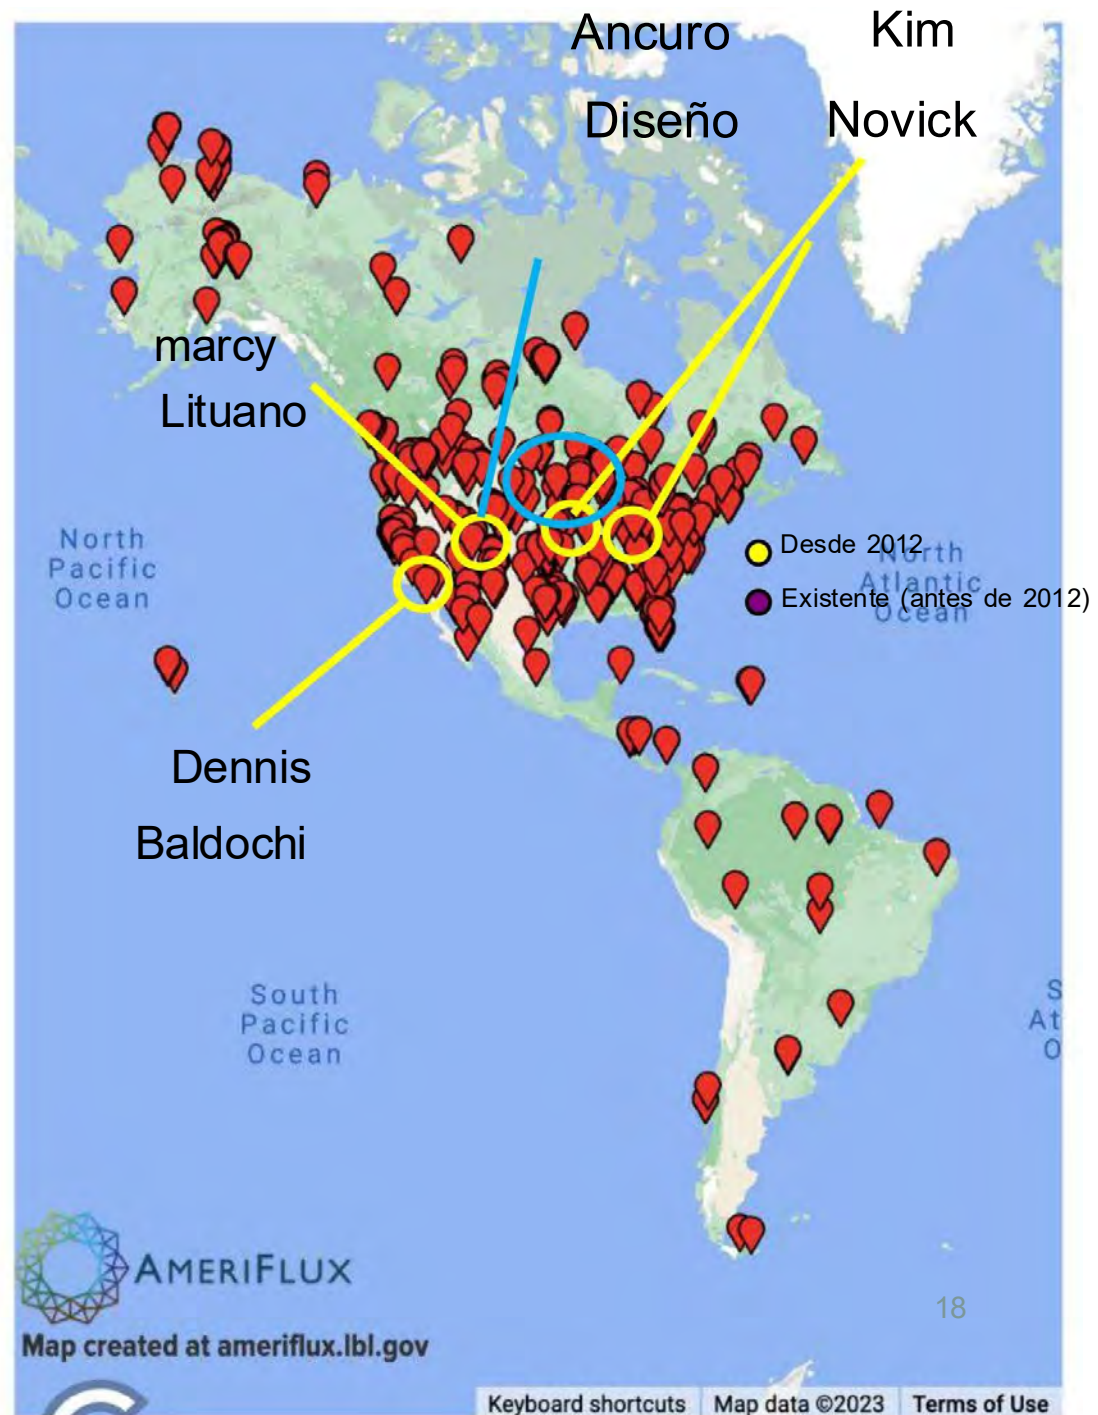 Ancuro
Diseño
Kim
Novick
marcy
Lituano
North
Pacific
Ocean
Desde 2012
Existente (antes de 2012)
North
Atlantic
Ocean
Dennis
Baldochi
South
Pacific
Ocean
S
At
O
AMERIFLUX
18
Map created at ameriflux.lbl.gov
Keyboard shortcuts
Map data ©2023
Terms of Use